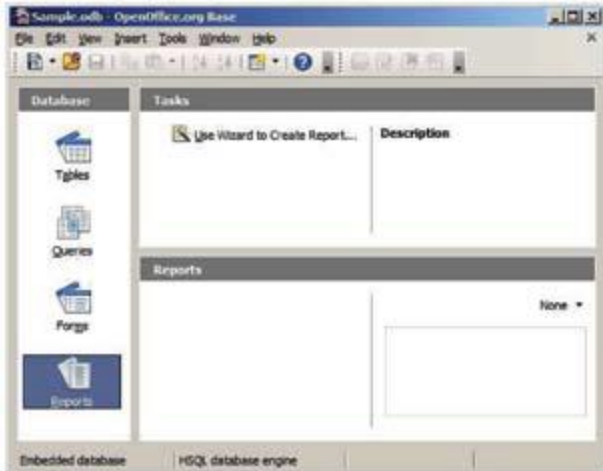 Sample.odb - OpenOffice.org Base
File Edit View Insert Tools Window Help
Database
Tables
Queries
Forms
Reports
Tasks
Use Wizard to Create Report...
Description
Reports
None
Embedded database
HSQL database engine